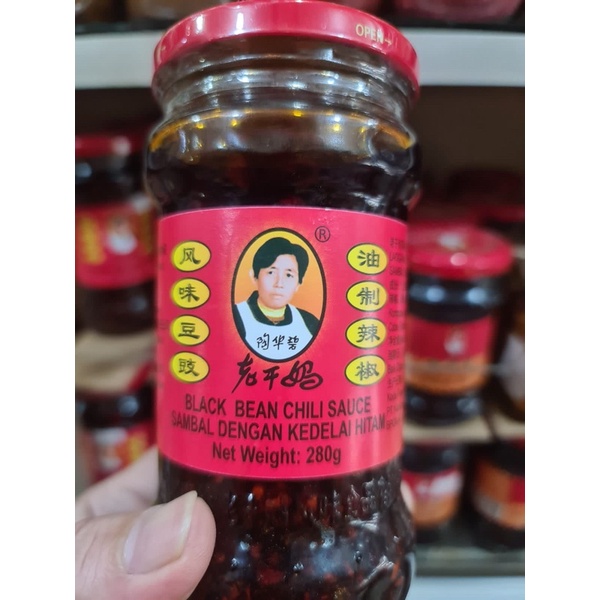 OPEN→
®
风味豆豉
油制辣椒
陶华碧
老干妈
BLACK BEAN CHILI SAUCE
SAMBAL DENGAN KEDELAI HITAM
Net Weight: 280g